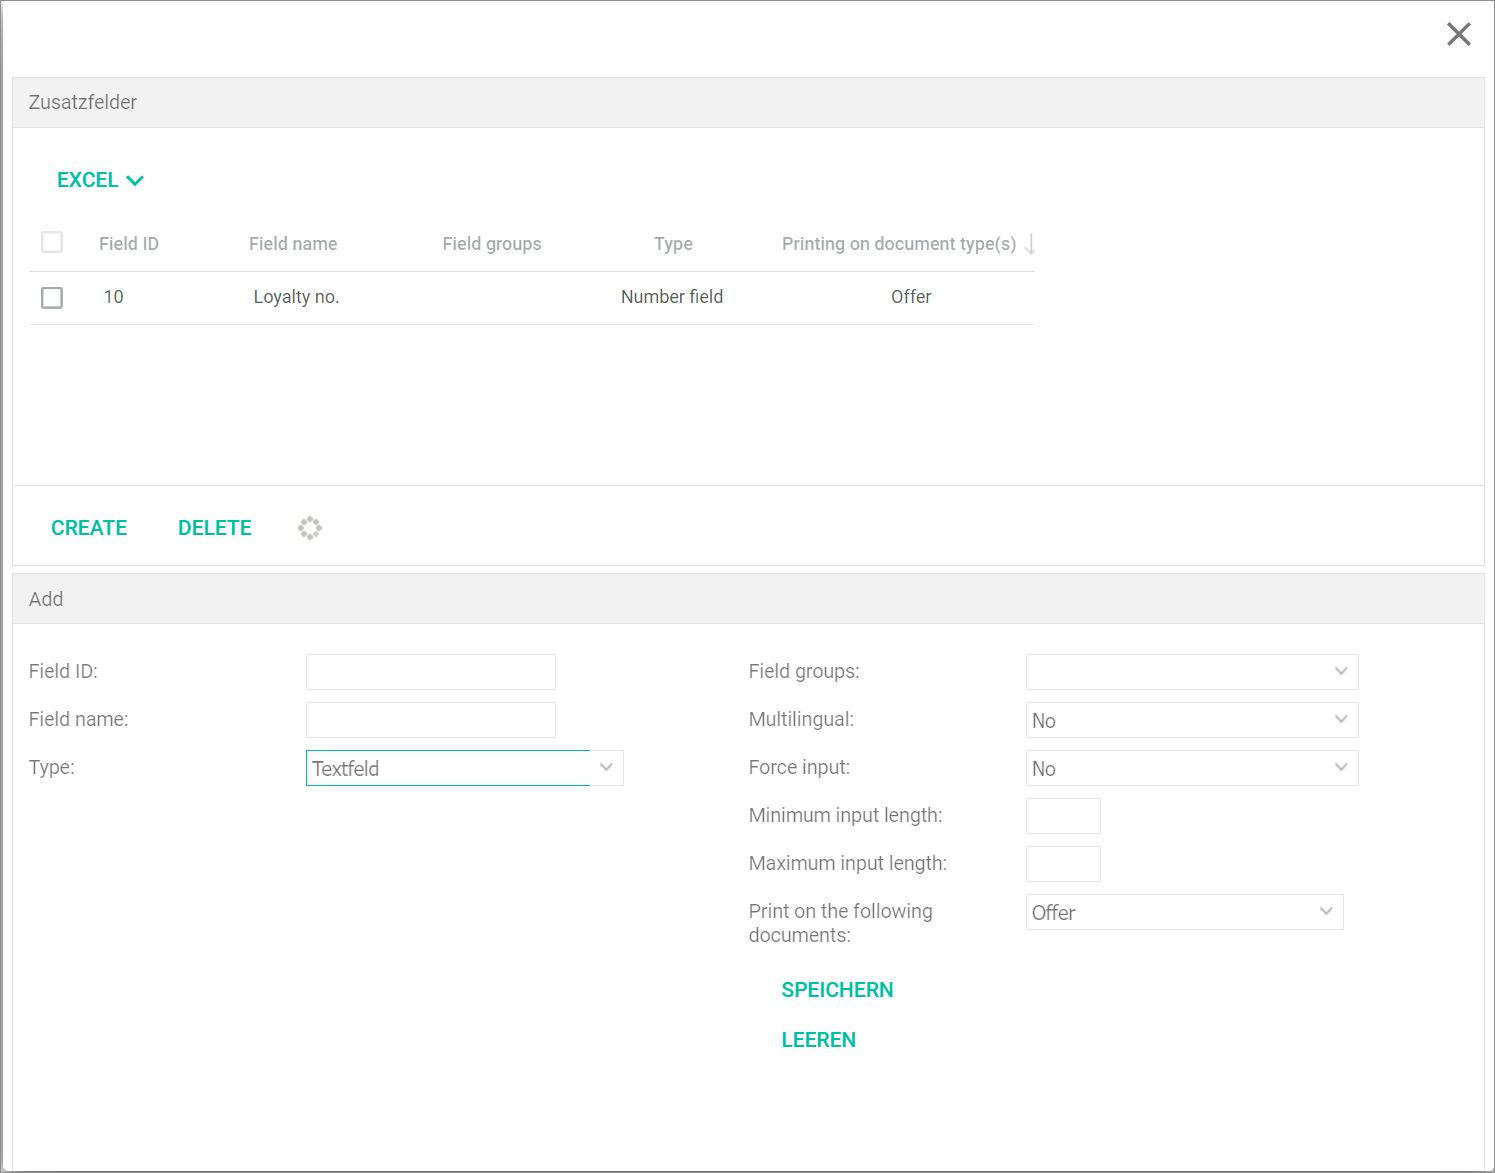 Zusatzfelder
EXCEL
Field ID Field name Field groups Type Printing on document type(s)
10 Loyalty no. Number field Offer
CREATE DELETE
Add
Field ID:
Field name:
Type: Textfeld
Field groups:
Multilingual: No
Force input: No
Minimum input length:
Maximum input length:
Print on the following
documents: Offer
SPEICHERN
LEEREN